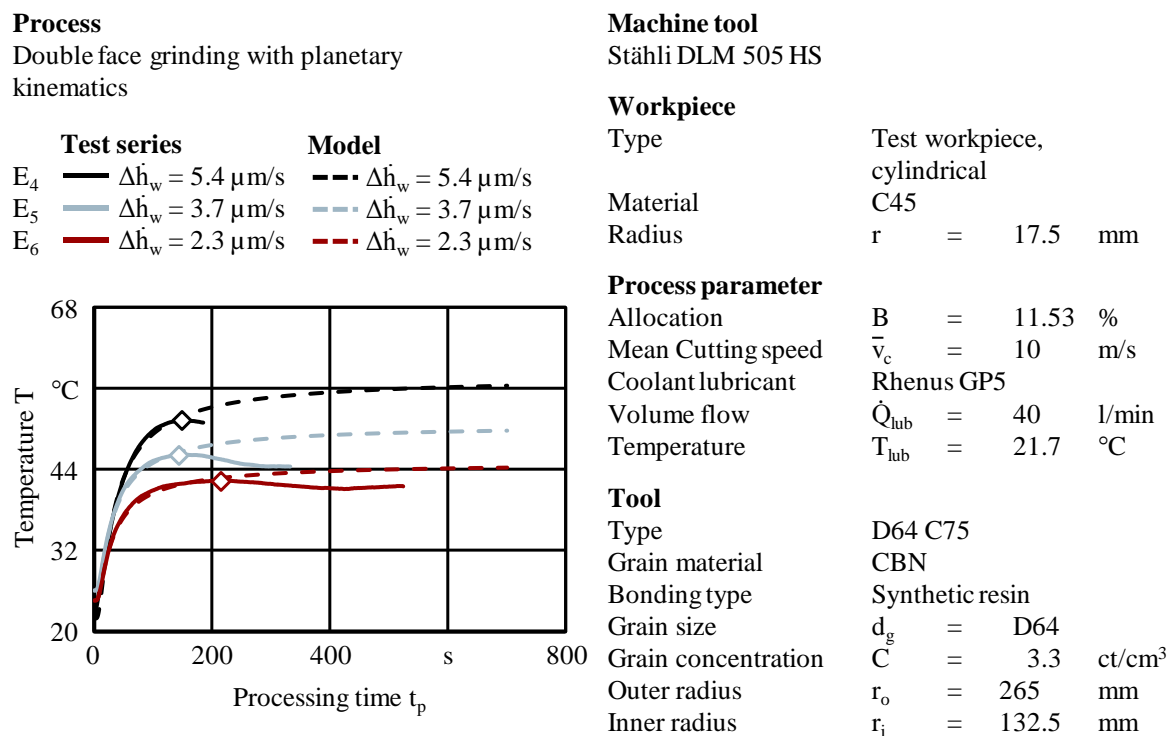 Process
Double face grinding with planetary
kinematics
Test series Model
E₄ Δḣw = 5.4 µm/s Δḣw = 5.4 µm/s
E₅ Δḣw = 3.7 µm/s Δḣw = 3.7 µm/s
E₆ Δḣw = 2.3 µm/s Δḣw = 2.3 µm/s
Temperature T
68
°C
44
32
20
0 200 400 s 800
Processing time tp
Machine tool
Stähli DLM 505 HS
Workpiece
Type Test workpiece,
cylindrical
Material C45
Radius r = 17.5 mm
Process parameter
Allocation B = 11.53 %
Mean Cutting speed v̅c = 10 m/s
Coolant lubricant Rhenus GP5
Volume flow Q̇lub = 40 l/min
Temperature Tlub = 21.7 °C
Tool
Type D64 C75
Grain material CBN
Bonding type Synthetic resin
Grain size dg = D64
Grain concentration C = 3.3 ct/cm³
Outer radius ro = 265 mm
Inner radius ri = 132.5 mm